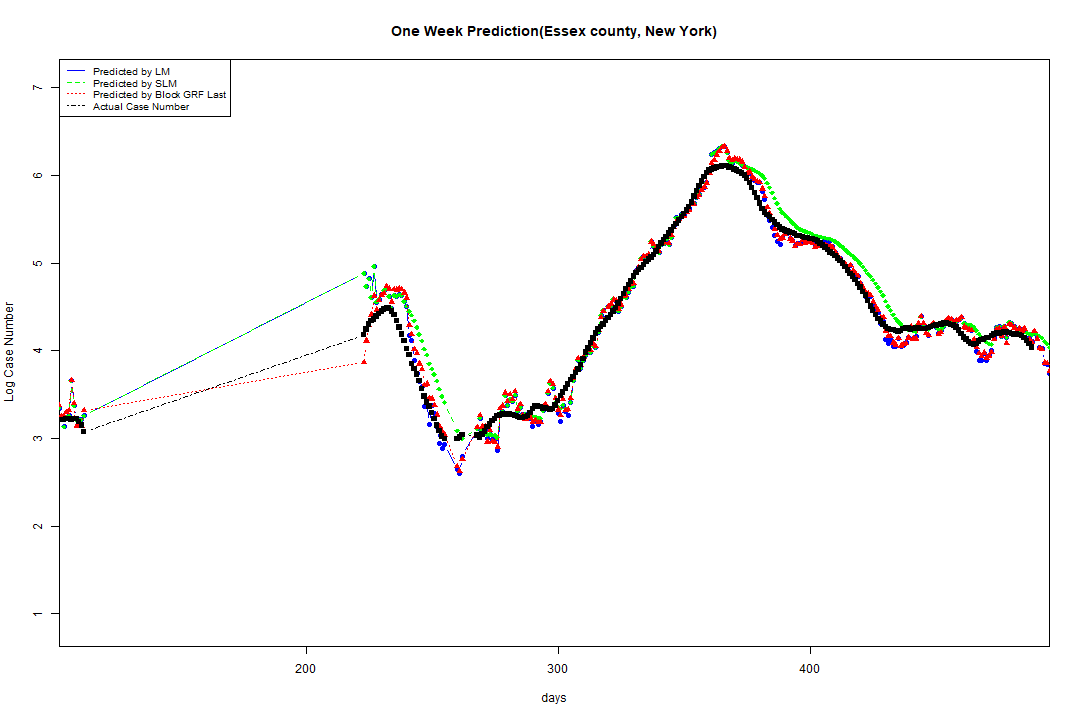 One Week Prediction(Essex county, New York)
Predicted by LM
Predicted by SLM
Predicted by Block GRF Last
Actual Case Number
7
6
5
4
3
2
1
Log Case Number
200 300 400
days